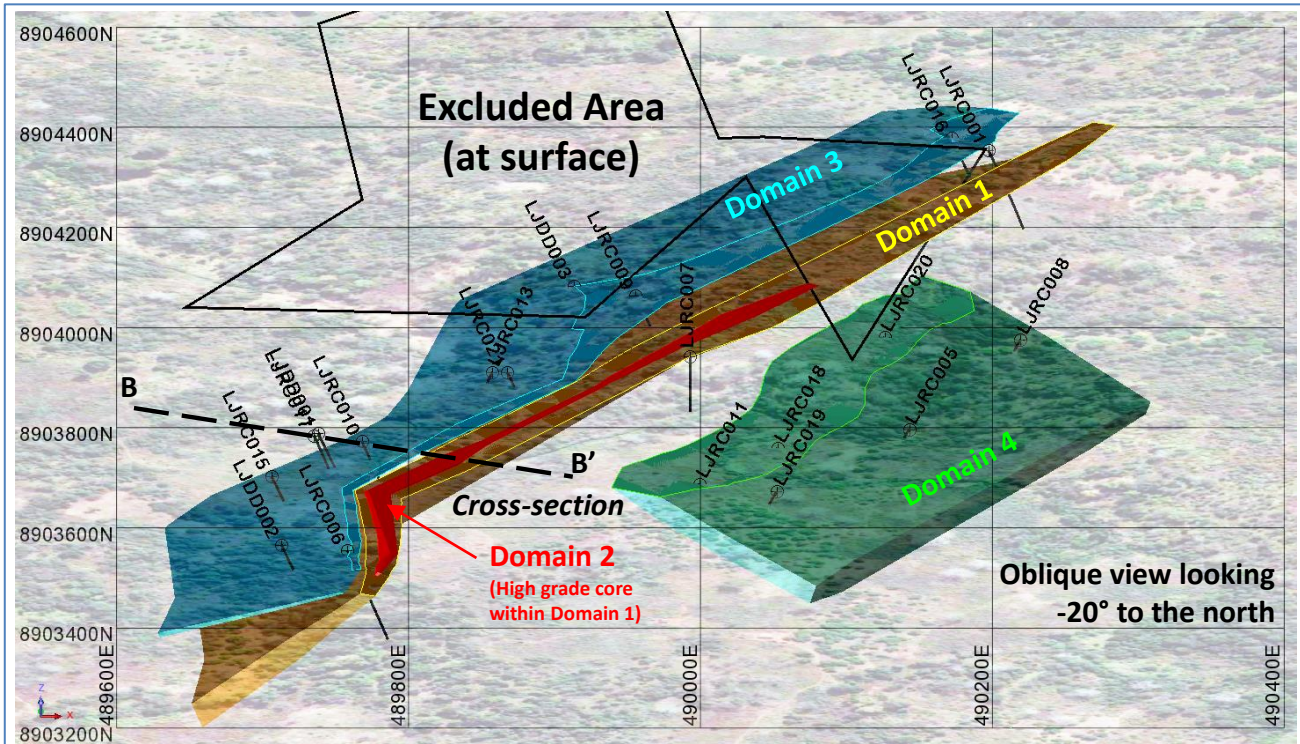 8904600N
8904400N
8904200N
8904000N
8903800N
8903600N
8903400N
8903200N
Excluded Area
(at surface)
LJRC016
LJRC001
Domain 3
Domain 1
LJDD003
LJRC009
LJRC020
LJRC008
LJRC007
LJRC013
LJRC018
LJRC005
LJRC011
LJRC019
LJRC010
B
LJRC015
LJDD002
LJRC006
B’
Cross-section
Domain 4
Domain 2
(High grade core
within Domain 1)
Oblique view looking
-20° to the north
489600E
489800E
490000E
490200E
490400E
Z
X